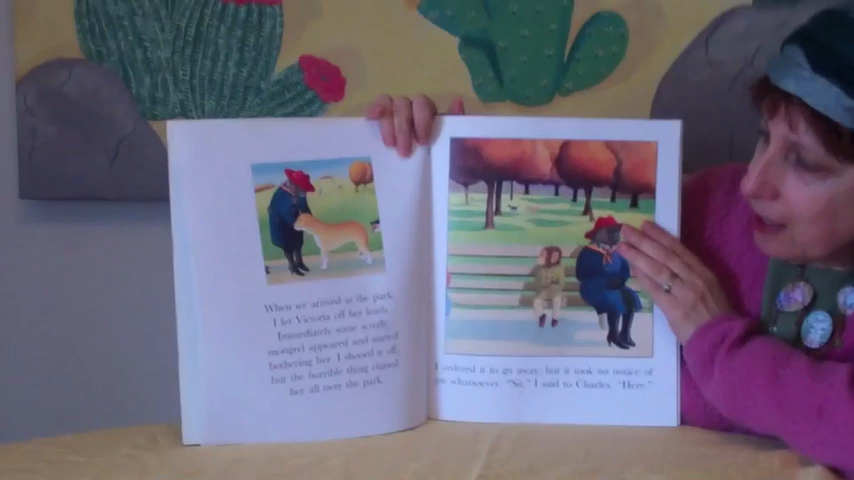 When we arrived at the park,
I let Victoria off her leash.
Immediately some scruffy
mongrel appeared and started
bothering her. I shooed it off,
but the horrible thing chased
her all over the park.
I ordered it to go away, but it took no notice of
me whatsoever. "Sit," I said to Charles. "Here."